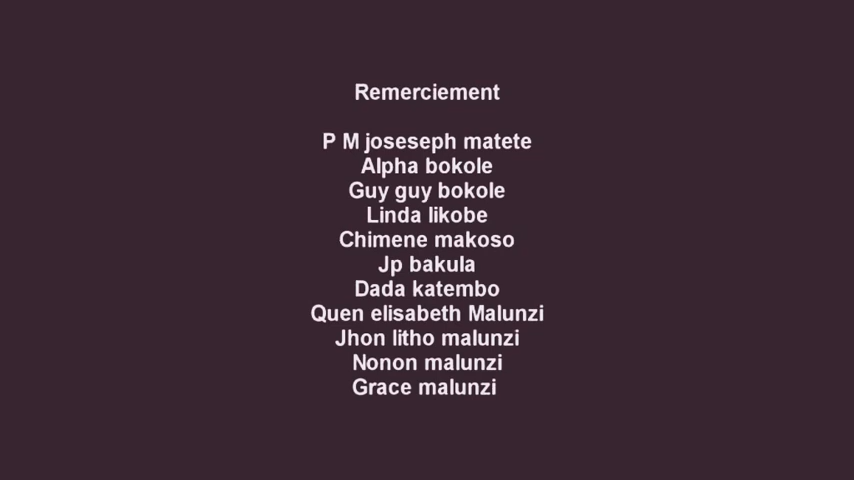 Remerciement
P M joseseph matete
Alpha bokole
Guy guy bokole
Linda likobe
Chimene makoso
Jp bakula
Dada katembo
Quen elisabeth Malunzi
Jhon litho malunzi
Nonon malunzi
Grace malunzi